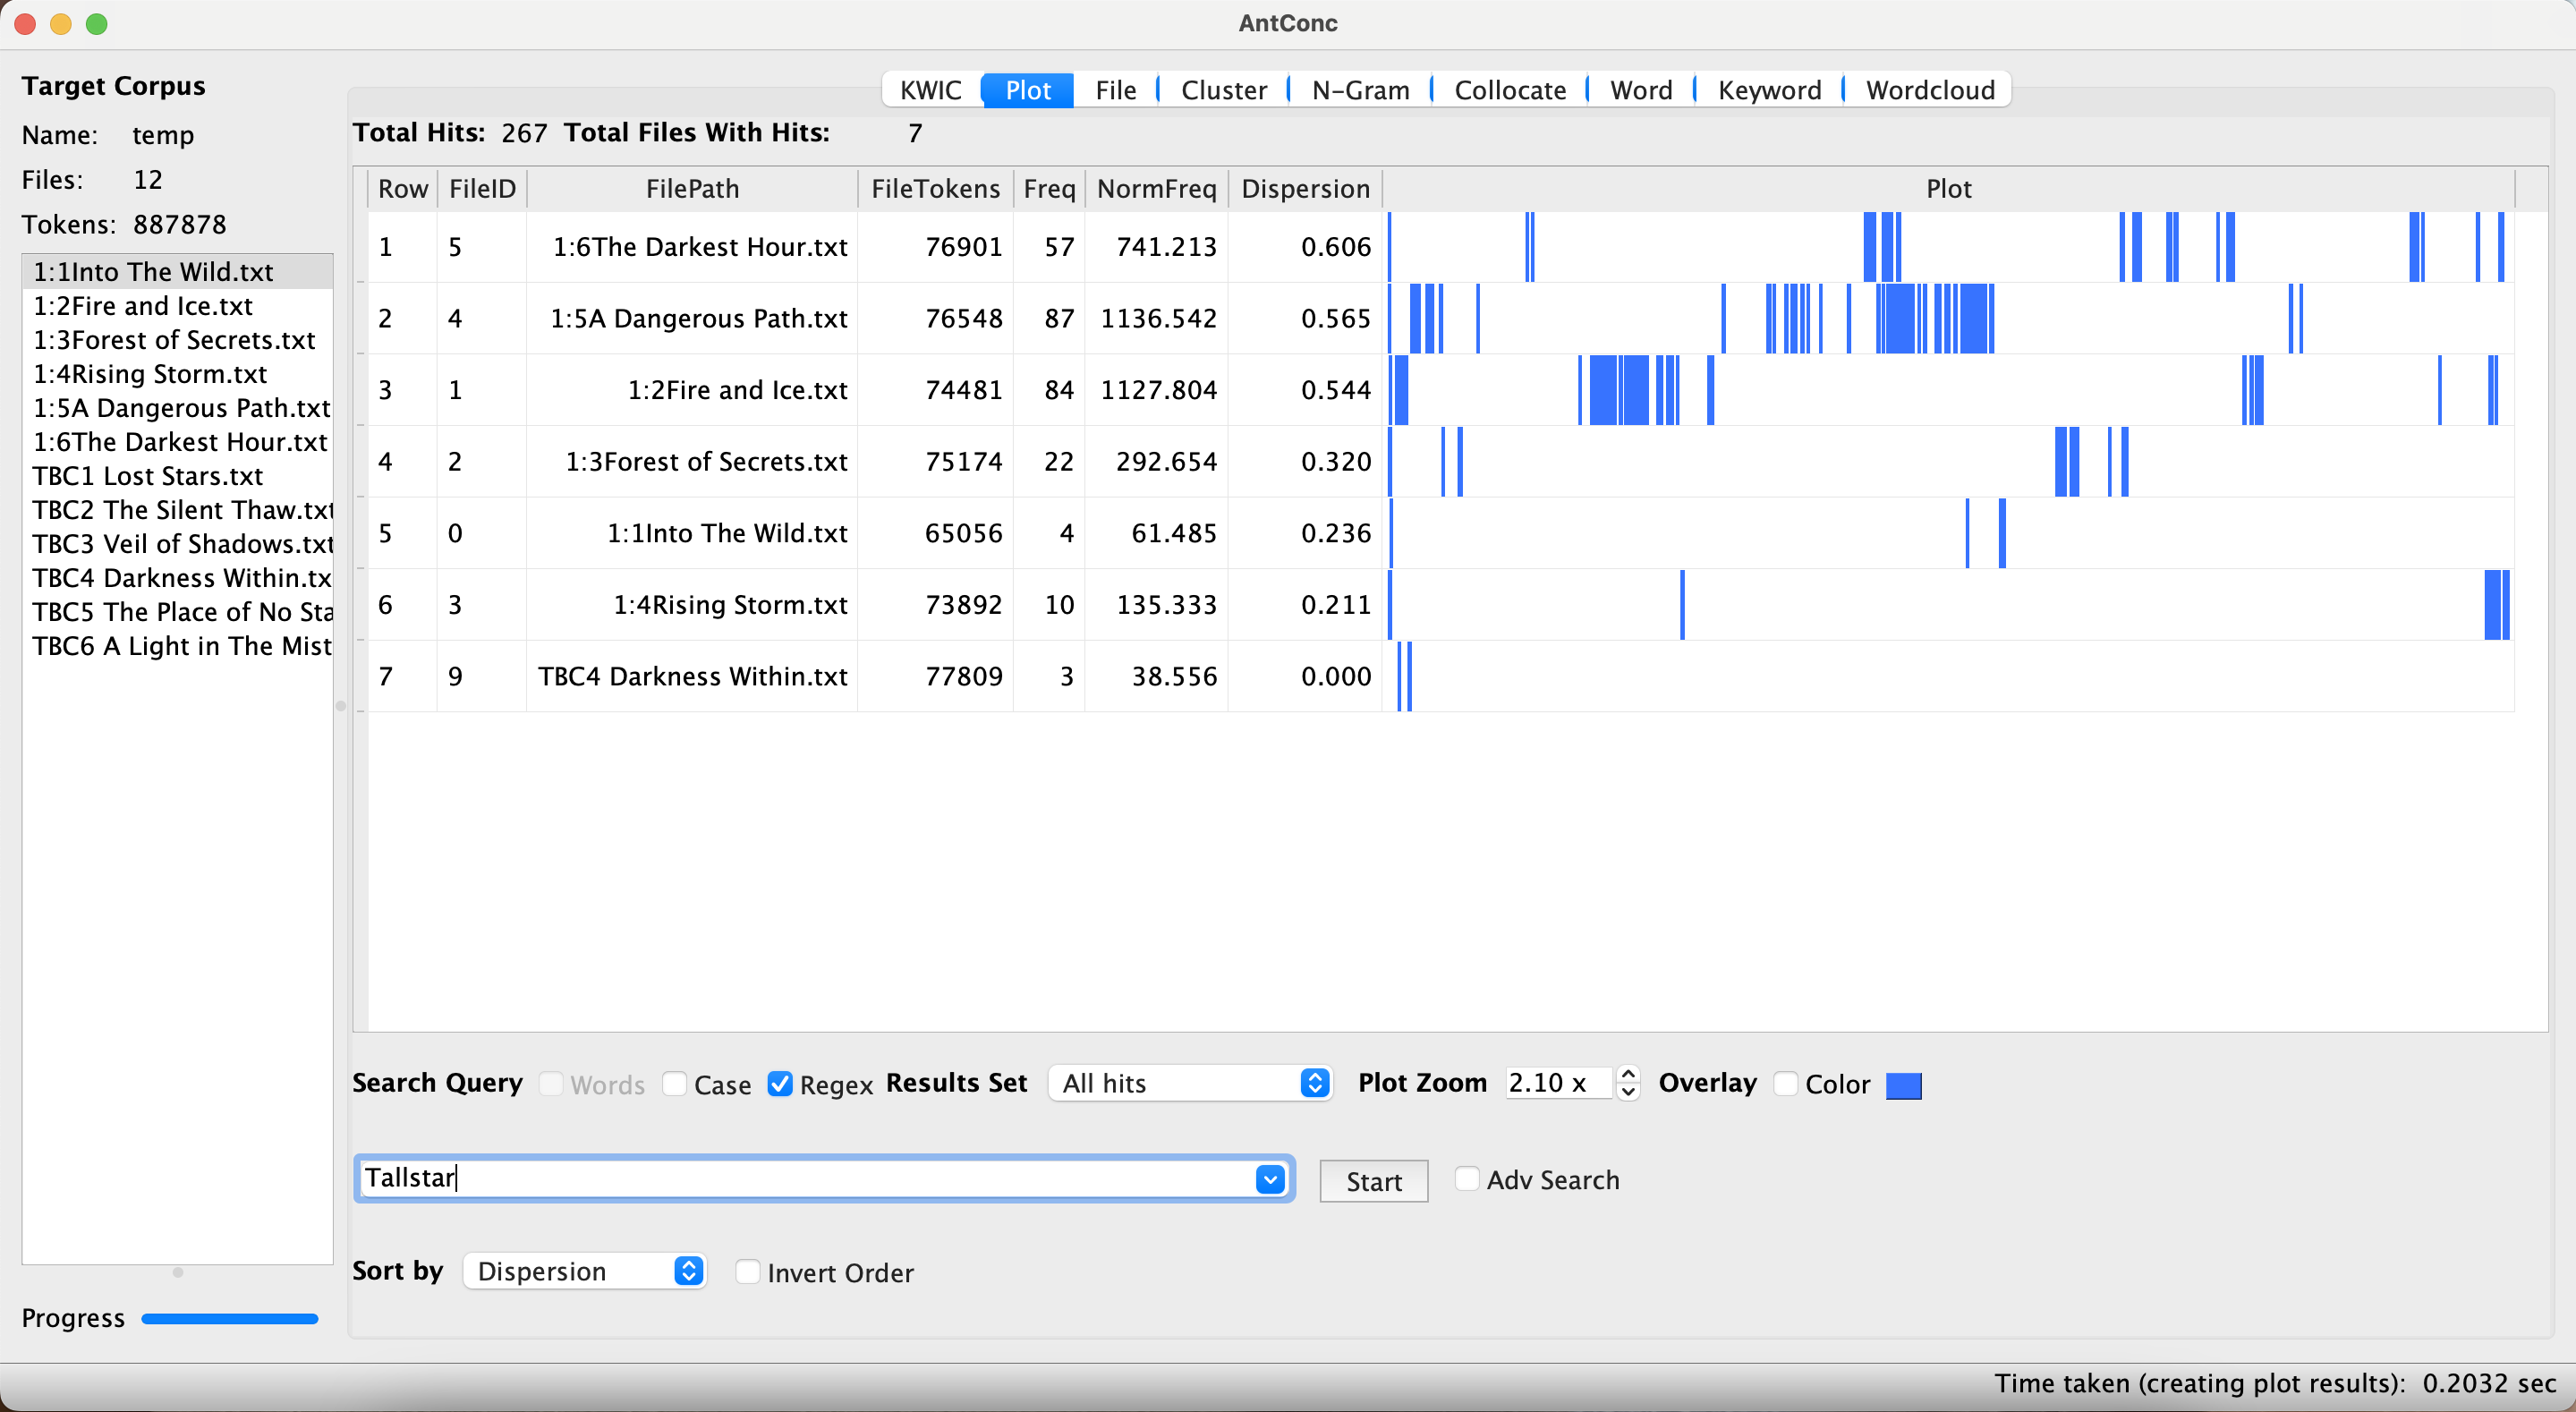 AntConc
Target Corpus
Name: temp
Files: 12
Tokens: 887878
1:1Into The Wild.txt
1:2Fire and Ice.txt
1:3Forest of Secrets.txt
1:4Rising Storm.txt
1:5A Dangerous Path.txt
1:6The Darkest Hour.txt
TBC1 Lost Stars.txt
TBC2 The Silent Thaw.txt
TBC3 Veil of Shadows.txt
TBC4 Darkness Within.tx
TBC5 The Place of No Sta
TBC6 A Light in The Mist
Progress
KWIC Plot File Cluster N-Gram Collocate Word Keyword Wordcloud
Total Hits: 267 Total Files With Hits: 7
Row FileID FilePath FileTokens Freq NormFreq Dispersion Plot
1 5 1:6The Darkest Hour.txt 76901 57 741.213 0.606
2 4 1:5A Dangerous Path.txt 76548 87 1136.542 0.565
3 1 1:2Fire and Ice.txt 74481 84 1127.804 0.544
4 2 1:3Forest of Secrets.txt 75174 22 292.654 0.320
5 0 1:1Into The Wild.txt 65056 4 61.485 0.236
6 3 1:4Rising Storm.txt 73892 10 135.333 0.211
7 9 TBC4 Darkness Within.txt 77809 3 38.556 0.000
Search Query Words Case Regex Results Set All hits Plot Zoom 2.10 x Overlay Color
Tallstar Start Adv Search
Sort by Dispersion Invert Order
Time taken (creating plot results): 0.2032 sec